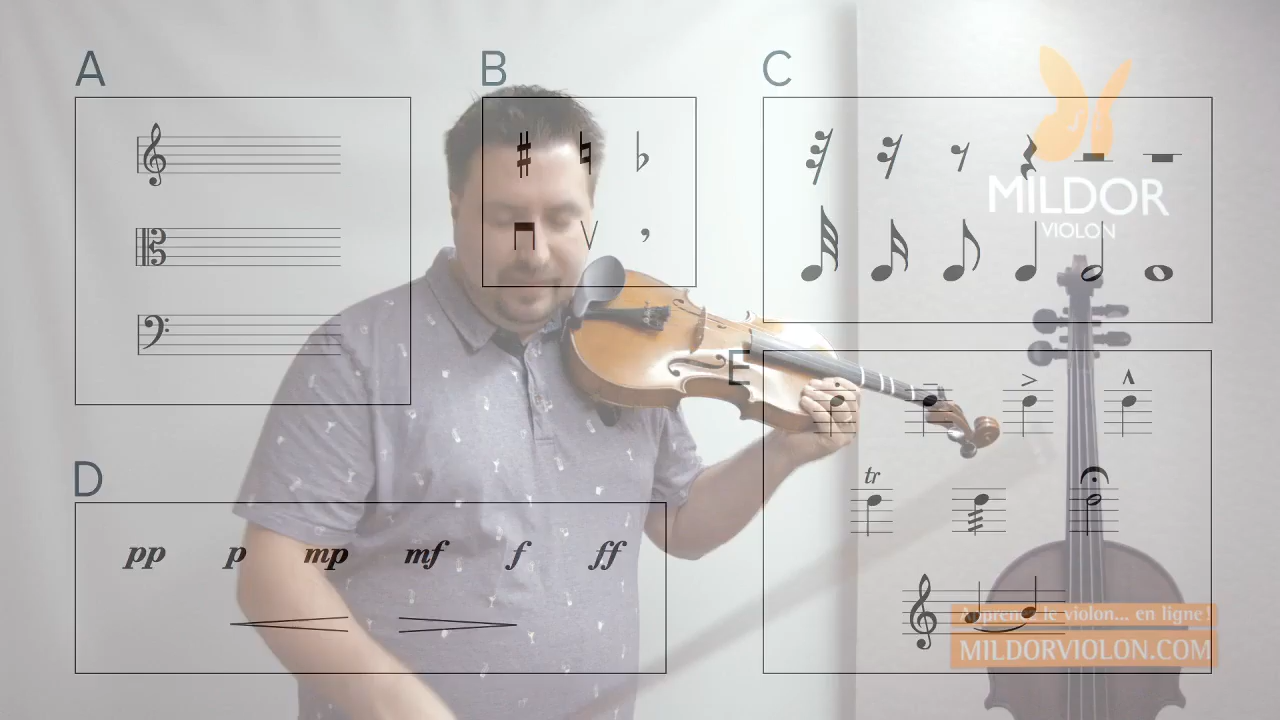 A
B
C
MILDOR
VIOLON
E
tr
D
pp p mp mf f ff
Apprenez le violon... en ligne!
MILDORVIOLON.COM